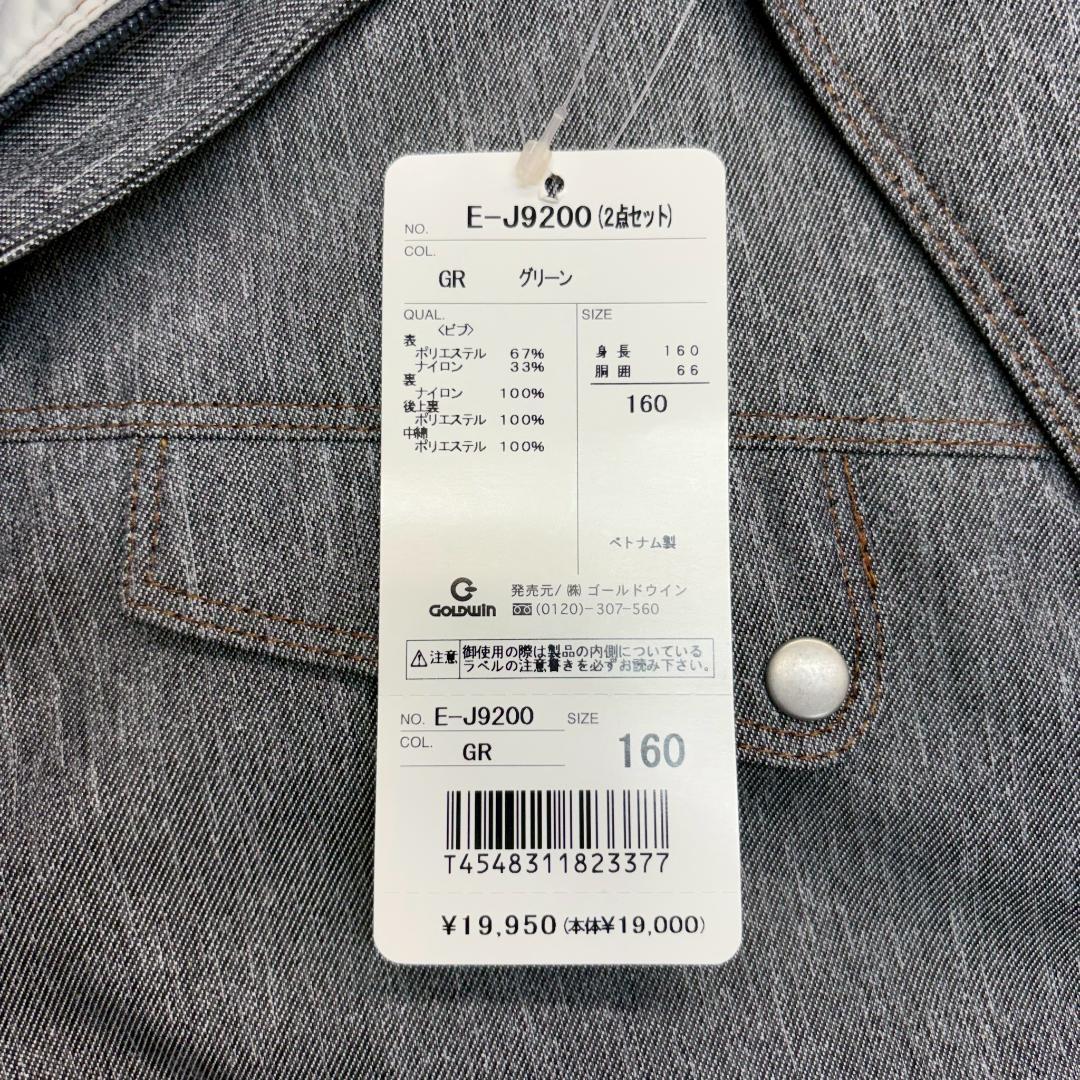 NO. E-J9200(2点セット)
COL.
GR グリーン
QUAL.
〈ビブ〉
表
ポリエステル 67%
ナイロン 33%
裏
ナイロン 100%
後上裏
ポリエステル 100%
中綿
ポリエステル 100%
SIZE
身長 160
胴囲 66
160
ベトナム製
GOLDWIN
発売元/㈱ゴールドウイン
(0120)-307-560
注意 御使用の際は製品の内側についている
ラベルの注意書きを必ずお読み下さい。
NO. E-J9200 SIZE
COL. GR 160
T4548311823377
¥19,950(本体¥19,000)